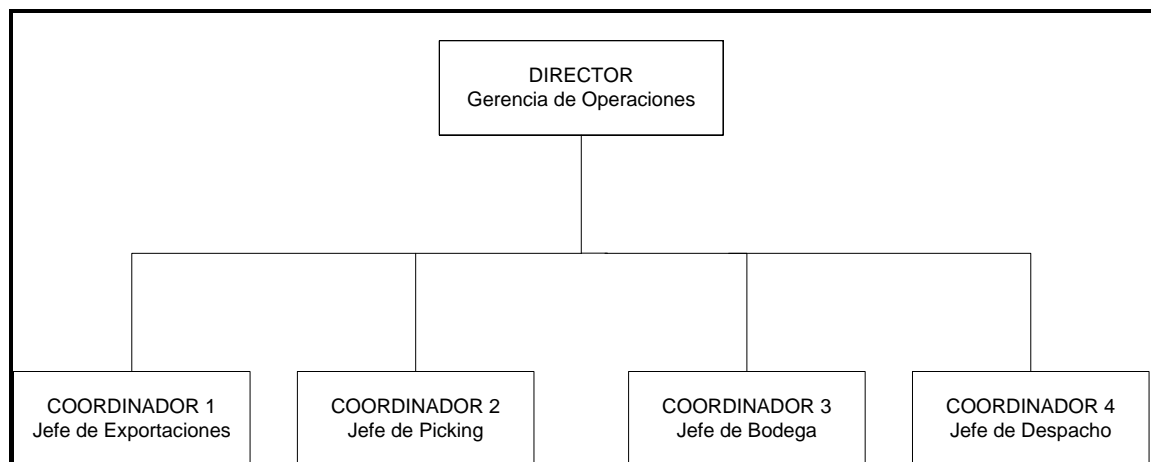 DIRECTOR
Gerencia de Operaciones
COORDINADOR 1
Jefe de Exportaciones
COORDINADOR 2
Jefe de Picking
COORDINADOR 3
Jefe de Bodega
COORDINADOR 4
Jefe de Despacho